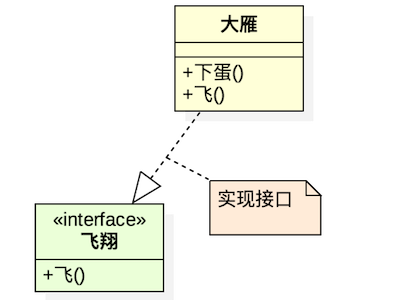 大雁
+下蛋()
+飞()
实现接口
«interface»
飞翔
+飞()